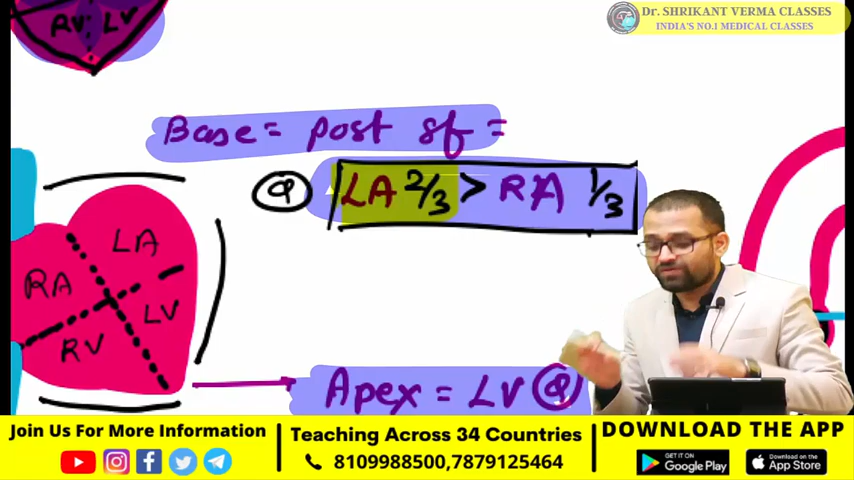 Dr. SHRIKANT VERMA CLASSES
INDIA'S NO.1 MEDICAL CLASSES
RV LV
Base = post sf =
Q LA 2/3 > RA 1/3
LA
RA
LV
RV
Apex = LV Q
Join Us For More Information
Teaching Across 34 Countries
8109988500,7879125464
DOWNLOAD THE APP
GET IT ON
Google Play
Download on the
App Store